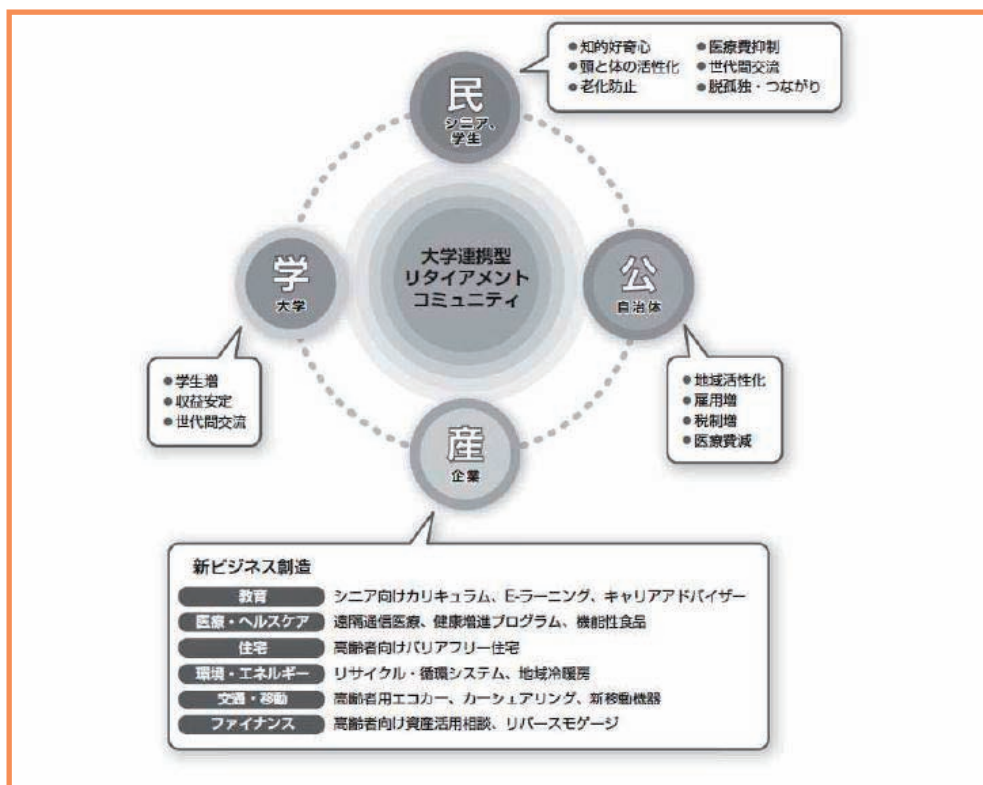 ● 知的好奇心
● 頭と体の活性化
● 老化防止
● 医療費抑制
● 世代間交流
● 脱孤独・つながり
民
シニア、
学生
大学連携型
リタイアメント
コミュニティ
学
大学
公
自治体
● 学生増
● 収益安定
● 世代間交流
● 地域活性化
● 雇用増
● 税制増
● 医療費減
産
企業
新ビジネス創造
教育 シニア向けカリキュラム、E-ラーニング、キャリアアドバイザー
医療・ヘルスケア 遠隔通信医療、健康増進プログラム、機能性食品
住宅 高齢者向けバリアフリー住宅
環境・エネルギー リサイクル・循環システム、地域冷暖房
交通・移動 高齢者用エコカー、カーシェアリング、新移動機器
ファイナンス 高齢者向け資産活用相談、リバースモゲージ